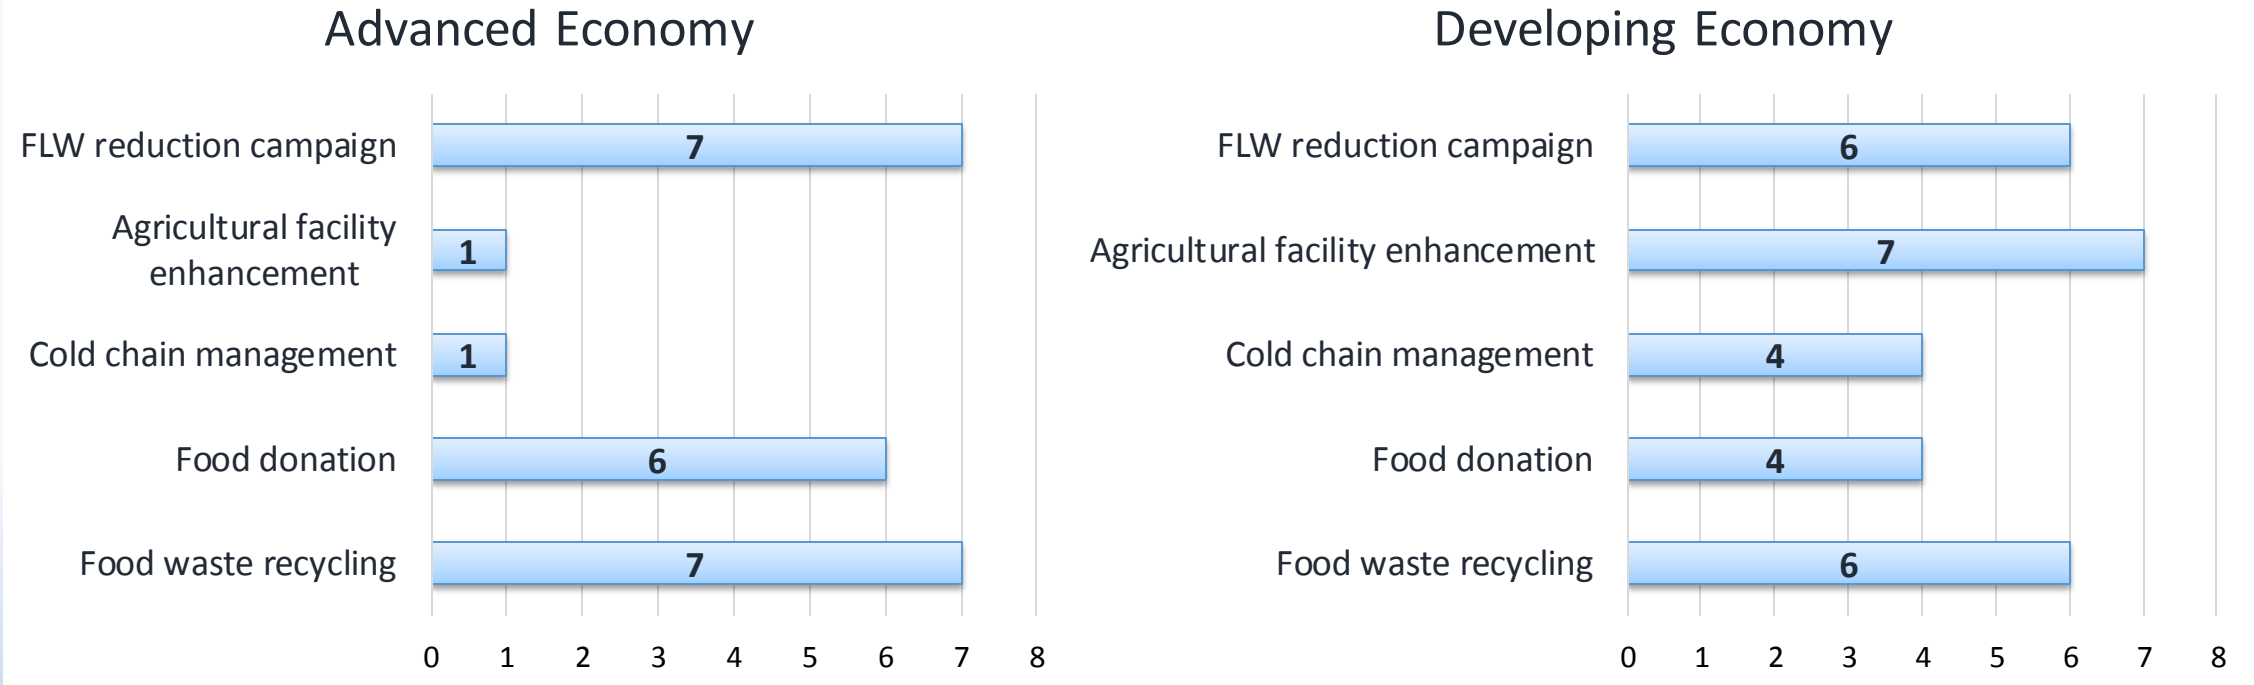 Advanced Economy
FLW reduction campaign
7
Agricultural facility
enhancement
1
Cold chain management
1
Food donation
6
Food waste recycling
7
0 1 2 3 4 5 6 7 8
Developing Economy
FLW reduction campaign
6
Agricultural facility enhancement
7
Cold chain management
4
Food donation
4
Food waste recycling
6
0 1 2 3 4 5 6 7 8